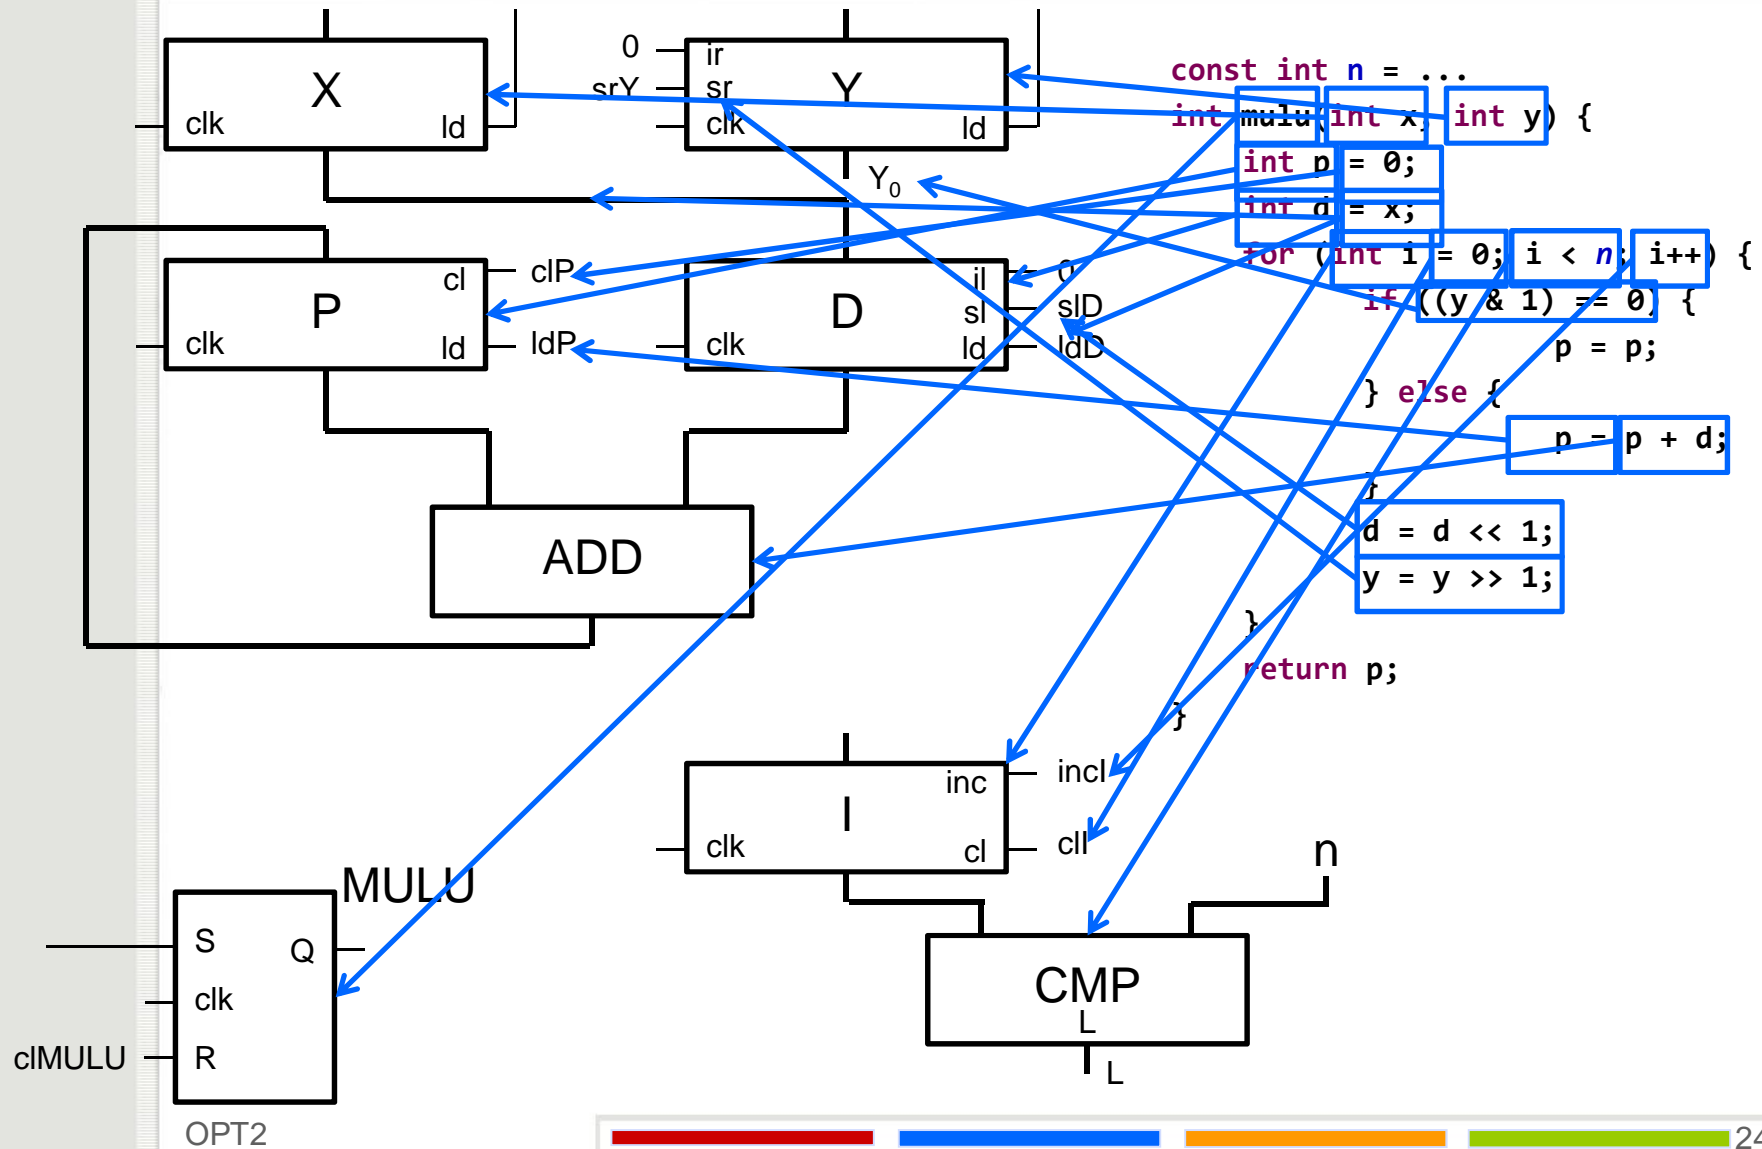 X
clk
ld
0
srY
ir
sr
clk
Y
ld
Y0
P
cl
clk
ld
clP
ldP
D
il
sl
clk
ld
0
slD
ldD
ADD
const int n = ...
int mulu(int x, int y) {
int p = 0;
int d = x;
for (int i = 0; i < n; i++) {
if ((y & 1) == 0) {
p = p;
} else {
p = p + d;
}
d = d << 1;
y = y >> 1;
}
return p;
}
I
inc
clk
cl
incI
clI
n
CMP
L
L
MULU
S
Q
clk
R
clMULU
OPT2
24